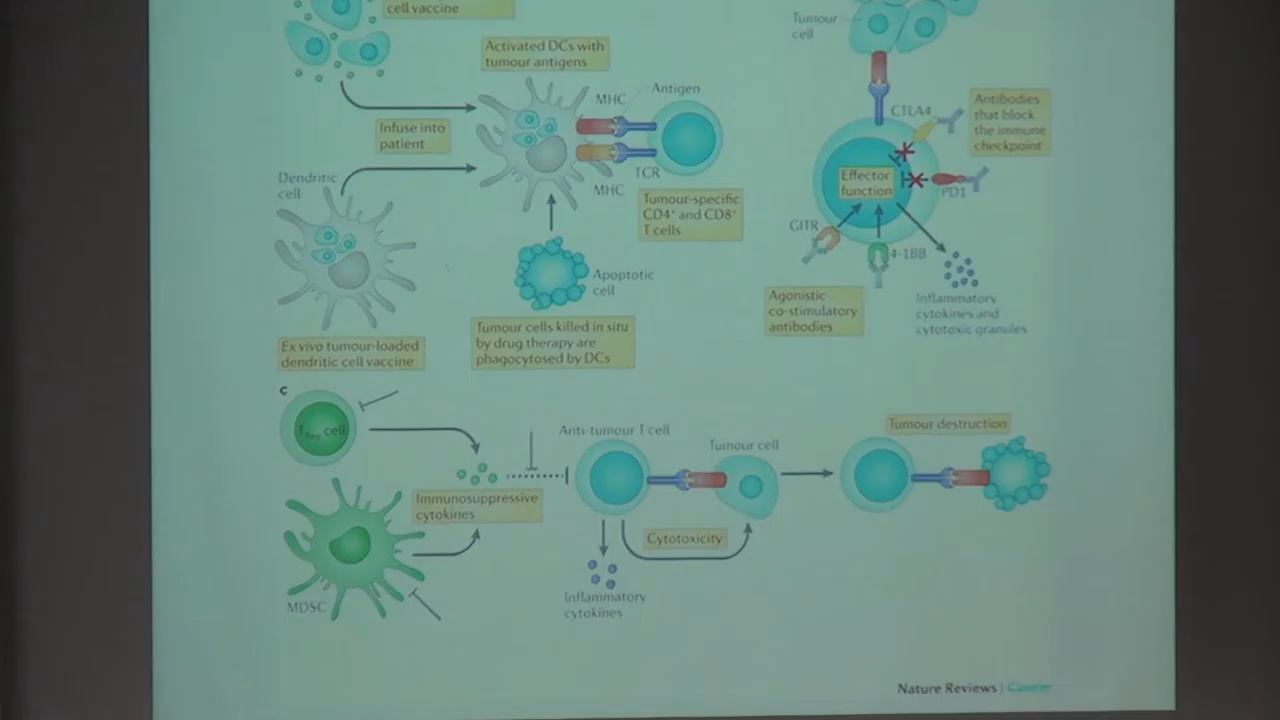 cell vaccine
Activated DCs with
tumour antigens
MHC
Antigen
Infuse into
patient
Dendritic
cell
MHC
TCR
Tumour-specific
CD4⁺ and CD8⁺
T cells
Apoptotic
cell
Ex vivo tumour-loaded
dendritic cell vaccine
Tumour cells killed in situ
by drug therapy are
phagocytosed by DCs
Tumour
cell
CTLA4
Antibodies
that block
the immune
checkpoint
Effector
function
PD1
GITR
4-1BB
Agonistic
co-stimulatory
antibodies
Inflammatory
cytokines and
cytotoxic granules
c
TReg cell
Immunosuppressive
cytokines
MDSC
Anti-tumour T cell
Tumour cell
Cytotoxicity
Inflammatory
cytokines
Tumour destruction
Nature Reviews | Cancer